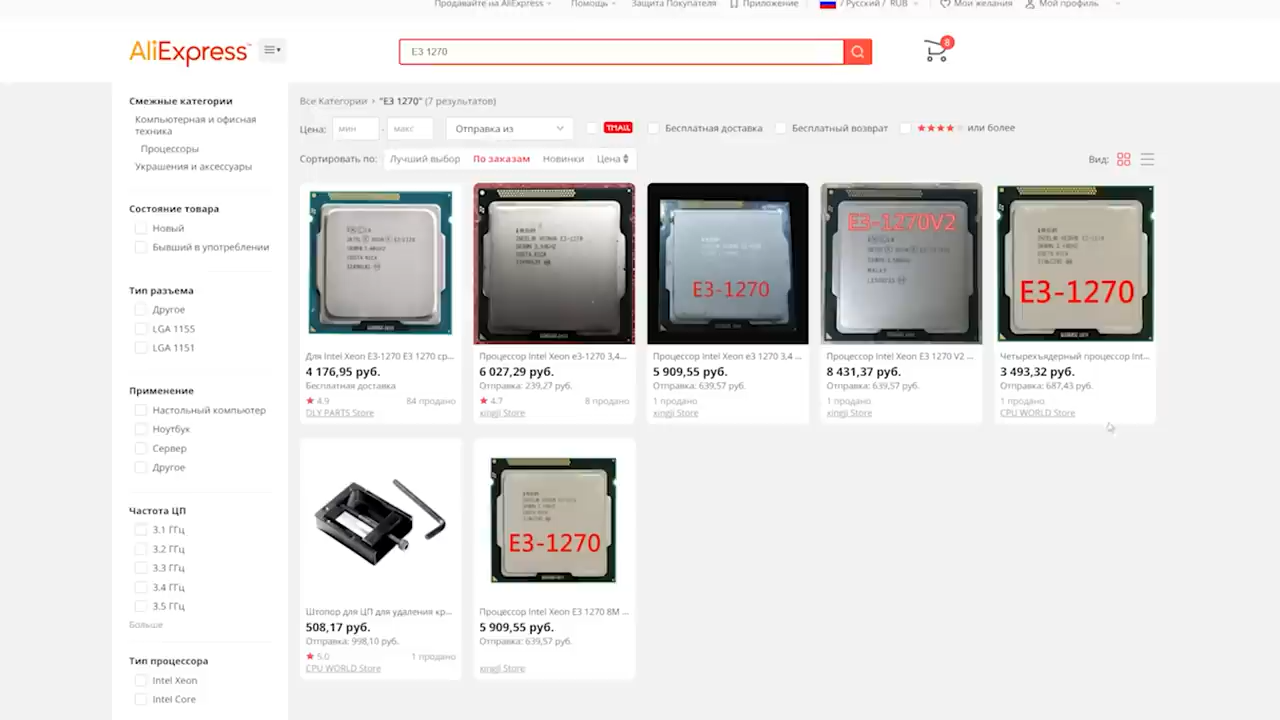 Продавайте на AliExpress
Помощь
Защита Покупателя
Приложение
/ Русский / RUB
Мои желания
Мой профиль
AliExpress
E3 1270
8
Смежные категории
Компьютерная и офисная
техника
Процессоры
Украшения и аксессуары
Состояние товара
Новый
Бывший в употреблении
Тип разъема
Другое
LGA 1155
LGA 1151
Применение
Настольный компьютер
Ноутбук
Сервер
Другое
Частота ЦП
3.1 ГГц
3.2 ГГц
3.3 ГГц
3.4 ГГц
3.5 ГГц
Больше
Тип процессора
Intel Xeon
Intel Core
Все Категории › "E3 1270" (7 результатов)
Цена: мин - макс
Отправка из
TMALL
Бесплатная доставка
Бесплатный возврат
или более
Сортировать по: Лучший выбор По заказам Новинки Цена
Вид:
Для Intel Xeon E3-1270 E3 1270 ср...
4 176,95 руб.
Бесплатная доставка
4.9 84 продано
DLY PARTS Store
Процессор Intel Xeon e3-1270 3,4...
6 027,29 руб.
Отправка: 239,27 руб.
4.7 8 продано
xingji Store
E3-1270
Процессор Intel Xeon e3 1270 3,4 ...
5 909,55 руб.
Отправка: 639,57 руб.
1 продано
xingji Store
E3-1270V2
Процессор Intel Xeon E3 1270 V2 ...
8 431,37 руб.
Отправка: 639,57 руб.
1 продано
xingji Store
E3-1270
Четырехъядерный процессор Int...
3 493,32 руб.
Отправка: 687,43 руб.
1 продано
CPU WORLD Store
Штопор для ЦП для удаления кр...
508,17 руб.
Отправка: 998,10 руб.
5.0 1 продано
CPU WORLD Store
E3-1270
Процессор Intel Xeon E3 1270 8M ...
5 909,55 руб.
Отправка: 639,57 руб.
xingji Store